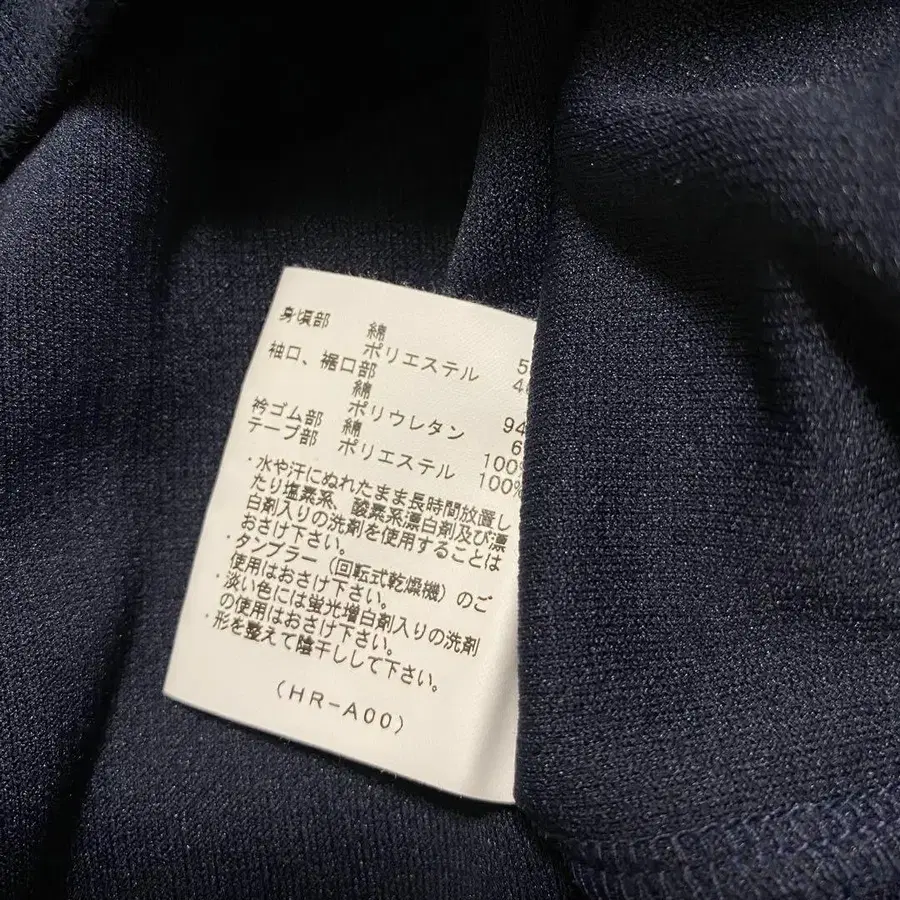 身頃部 綿 5
ポリエステル 4
袖口、裾口部
綿 94
ポリウレタン 6
衿ゴム部 綿 100%
テープ部 ポリエステル 100%
・水や汗にぬれたまま長時間放置し
たり塩素系、酸素系漂白剤及び漂
白剤入りの洗剤を使用することは
おさけ下さい。
・タンブラー(回転式乾燥機)のご
使用はおさけ下さい。
・淡い色には蛍光増白剤入りの洗剤
の使用はおさけ下さい。
・形を整えて陰干しして下さい。
(HR-A00)